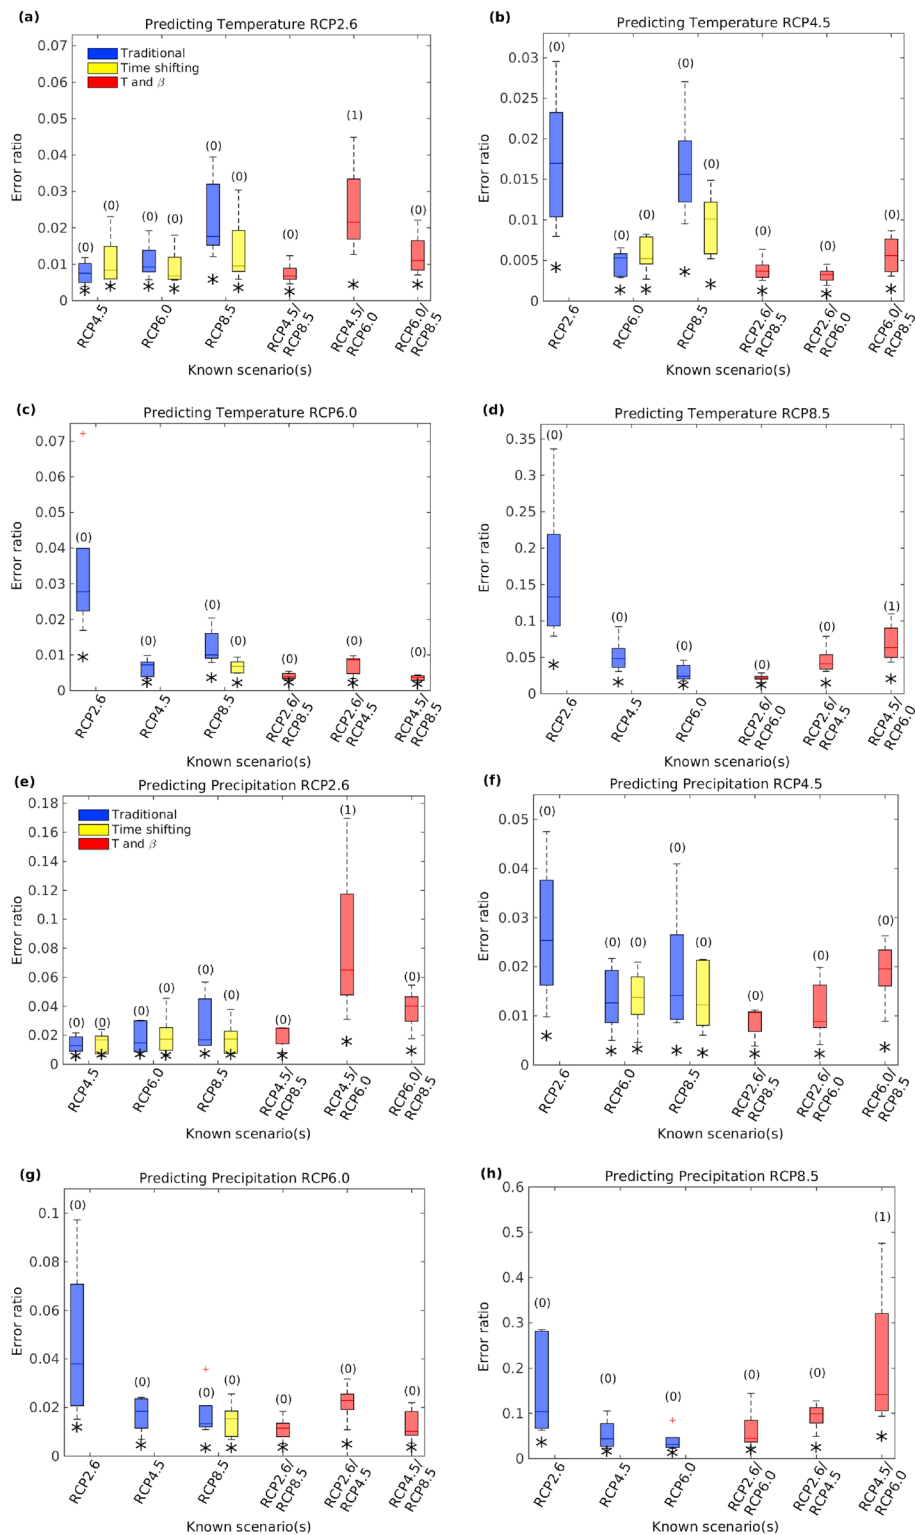 (a)
Predicting Temperature RCP2.6
Error ratio
0.07
0.06
0.05
0.04
0.03
0.02
0.01
0
Traditional
Time shifting
T and β
(0) (0) (0) (0) (0) (0) (0) (1) (0)
RCP4.5 RCP6.0 RCP8.5 RCP4.5/RCP8.5 RCP4.5/RCP6.0 RCP6.0/RCP8.5
Known scenario(s)
(b)
Predicting Temperature RCP4.5
Error ratio
0.03
0.025
0.02
0.015
0.01
0.005
0
(0) (0) (0) (0) (0) (0) (0) (0)
RCP2.6 RCP6.0 RCP8.5 RCP2.6/RCP8.5 RCP2.6/RCP6.0 RCP6.0/RCP8.5
Known scenario(s)
(c)
Predicting Temperature RCP6.0
Error ratio
0.07
0.06
0.05
0.04
0.03
0.02
0.01
0
(0) (0) (0) (0) (0) (0) (0)
RCP2.6 RCP4.5 RCP8.5 RCP2.6/RCP8.5 RCP2.6/RCP4.5 RCP4.5/RCP8.5
Known scenario(s)
(d)
Predicting Temperature RCP8.5
Error ratio
0.35
0.3
0.25
0.2
0.15
0.1
0.05
0
(0) (0) (0) (0) (0) (1)
RCP2.6 RCP4.5 RCP6.0 RCP2.6/RCP6.0 RCP2.6/RCP4.5 RCP4.5/RCP6.0
Known scenario(s)
(e)
Predicting Precipitation RCP2.6
Error ratio
0.18
0.16
0.14
0.12
0.1
0.08
0.06
0.04
0.02
0
Traditional
Time shifting
T and β
(0) (0) (0) (0) (0) (0) (0) (1) (0)
RCP4.5 RCP6.0 RCP8.5 RCP4.5/RCP8.5 RCP4.5/RCP6.0 RCP6.0/RCP8.5
Known scenario(s)
(f)
Predicting Precipitation RCP4.5
Error ratio
0.05
0.04
0.03
0.02
0.01
0
(0) (0) (0) (0) (0) (0) (0) (0)
RCP2.6 RCP6.0 RCP8.5 RCP2.6/RCP8.5 RCP2.6/RCP6.0 RCP6.0/RCP8.5
Known scenario(s)
(g)
Predicting Precipitation RCP6.0
Error ratio
0.1
0.08
0.06
0.04
0.02
0
(0) (0) (0) (0) (0) (0) (0)
RCP2.6 RCP4.5 RCP8.5 RCP2.6/RCP8.5 RCP2.6/RCP4.5 RCP4.5/RCP8.5
Known scenario(s)
(h)
Predicting Precipitation RCP8.5
Error ratio
0.6
0.5
0.4
0.3
0.2
0.1
0
(0) (0) (0) (0) (0) (1)
RCP2.6 RCP4.5 RCP6.0 RCP2.6/RCP6.0 RCP2.6/RCP4.5 RCP4.5/RCP6.0
Known scenario(s)